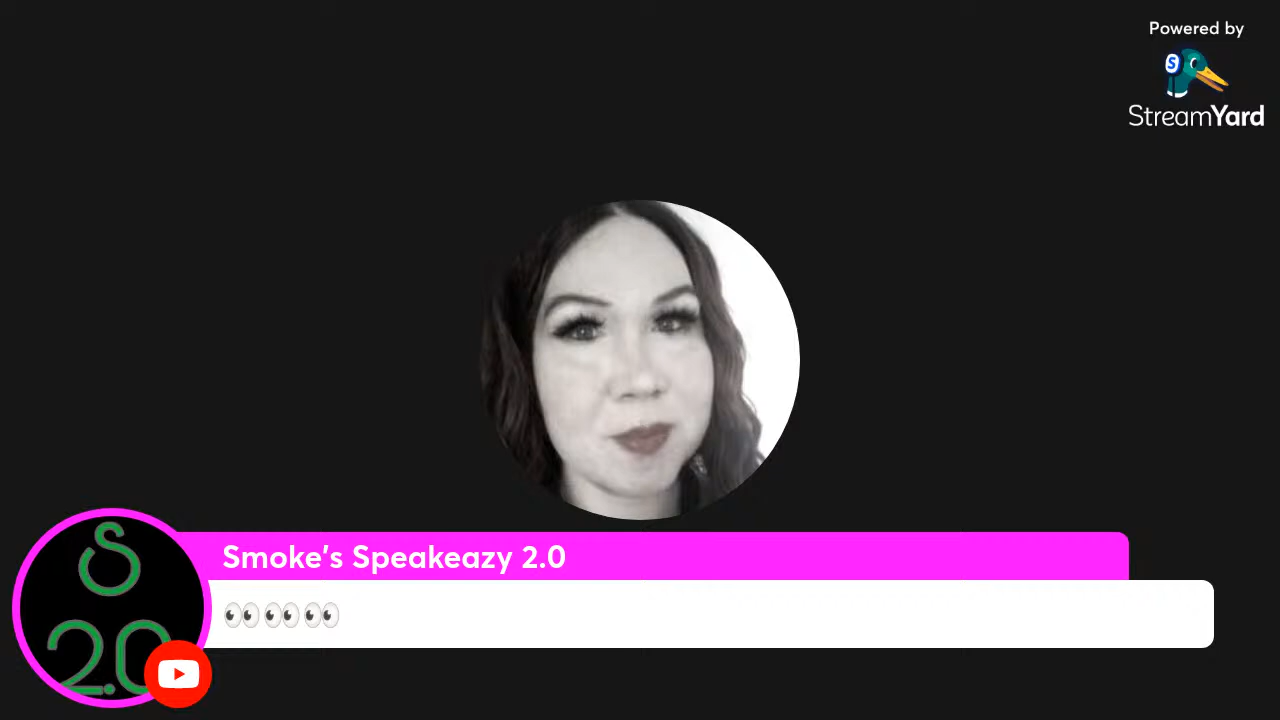 Powered by
S
StreamYard
Smoke's Speakeazy 2.0
👀👀👀
S
2.0